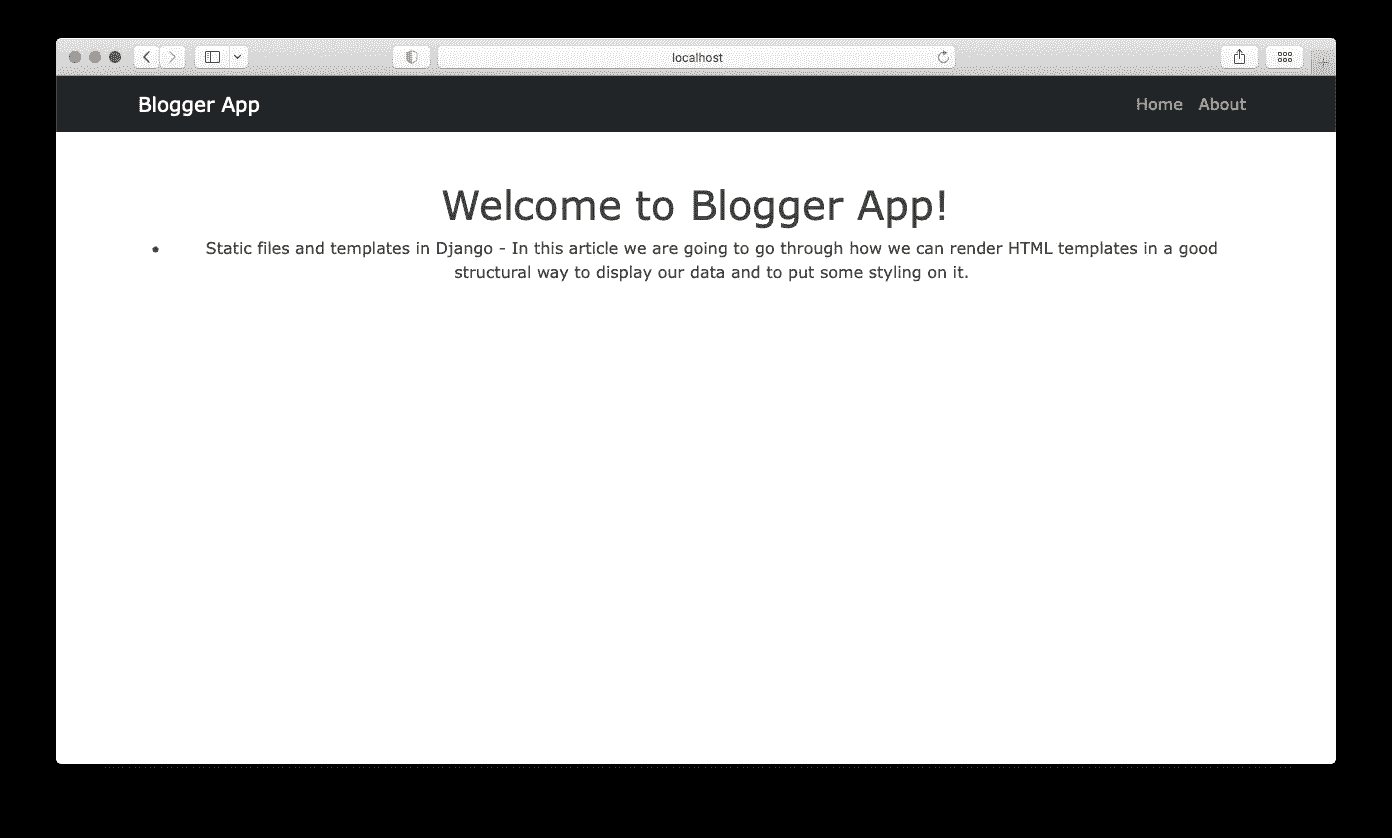 localhost
Blogger App
Home About
Welcome to Blogger App!
• Static files and templates in Django - In this article we are going to go through how we can render HTML templates in a good
structural way to display our data and to put some styling on it.